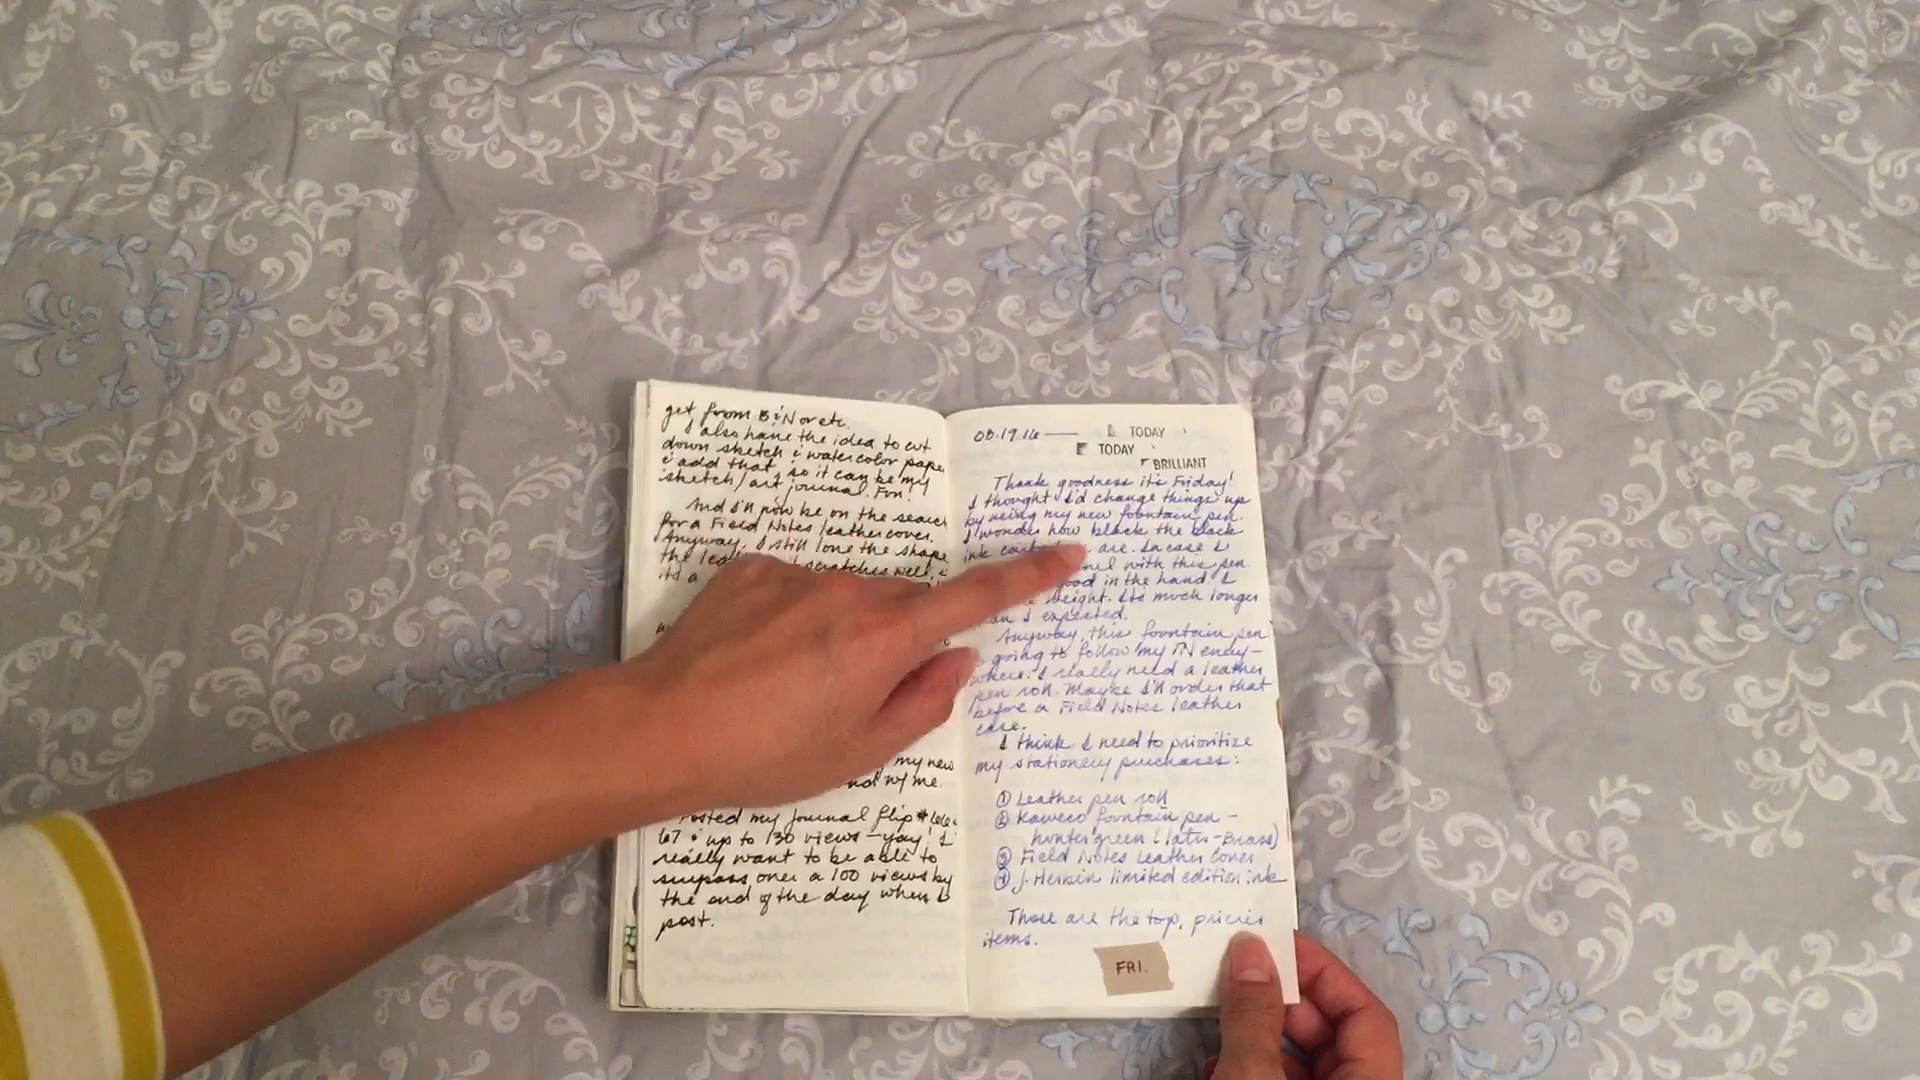 get from B&N or etc.
I also have the idea to cut
down sketch & watercolor paper
& add that, so it can be my
sketch/art journal. Fun!
And I'll now be on the search
for a Field Notes leather cover.
Anyway, I still love the shape
the scratches well, &
its a
my new
me.
Posted my Journal Flip #66 &
67 & up to 130 views – yay! I
really want to be able to
surpass over a 100 views by
the end of the day when I
post.
08.19.16 — TODAY
TODAY
BRILLIANT
Thank goodness it's Friday!
I thought I'd change things up
by using my new fountain pen.
I wonder how black the black
ink are. In case I
with this pen
good in the hand. I
weight. It's much longer
I expected.
Anyway, this fountain pen
going to follow my TN every-
where. I really need a leather
pen roll. Maybe I'll order that
before a Field Notes leather
case.
I think I need to prioritize
my stationery purchases:
① Leather pen roll
② Kaweco fountain pen –
hunter green (later – Brass)
③ Field Notes Leather Cover
④ J. Herbin limited edition ink
Those are the top, pricier
items.
FRI.